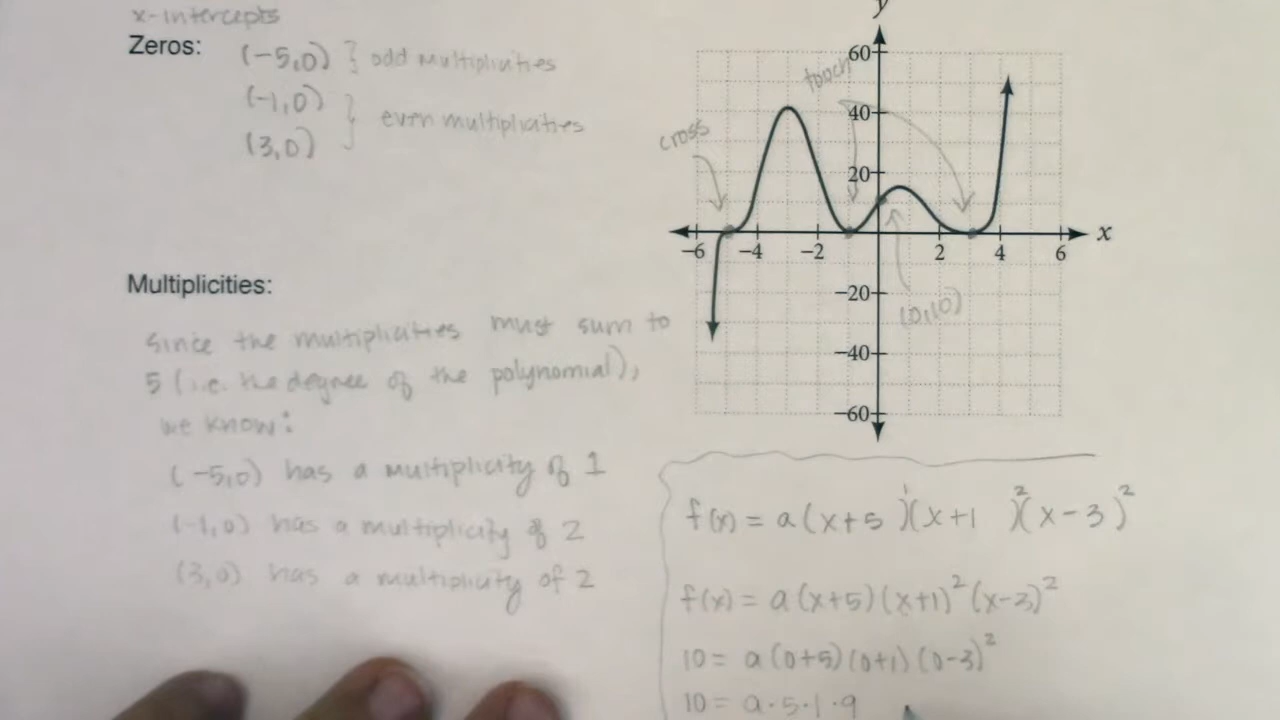 x-intercepts
Zeros:
(-5,0) } odd multiplicities
(-1,0)
(3,0) } even multiplicities
Multiplicities:
since the multiplicities must sum to
5 (i.e. the degree of the polynomial),
we know:
(-5,0) has a multiplicity of 1
(-1,0) has a multiplicity of 2
(3,0) has a multiplicity of 2
y
60
touch
40
cross
20
x
-6 -4 -2 2 4 6
-20
(0,10)
-40
-60
f(x) = a(x+5)¹(x+1)²(x-3)²
f(x) = a(x+5)(x+1)²(x-3)²
10 = a(0+5)(0+1)(0-3)²
10 = a·5·1·9